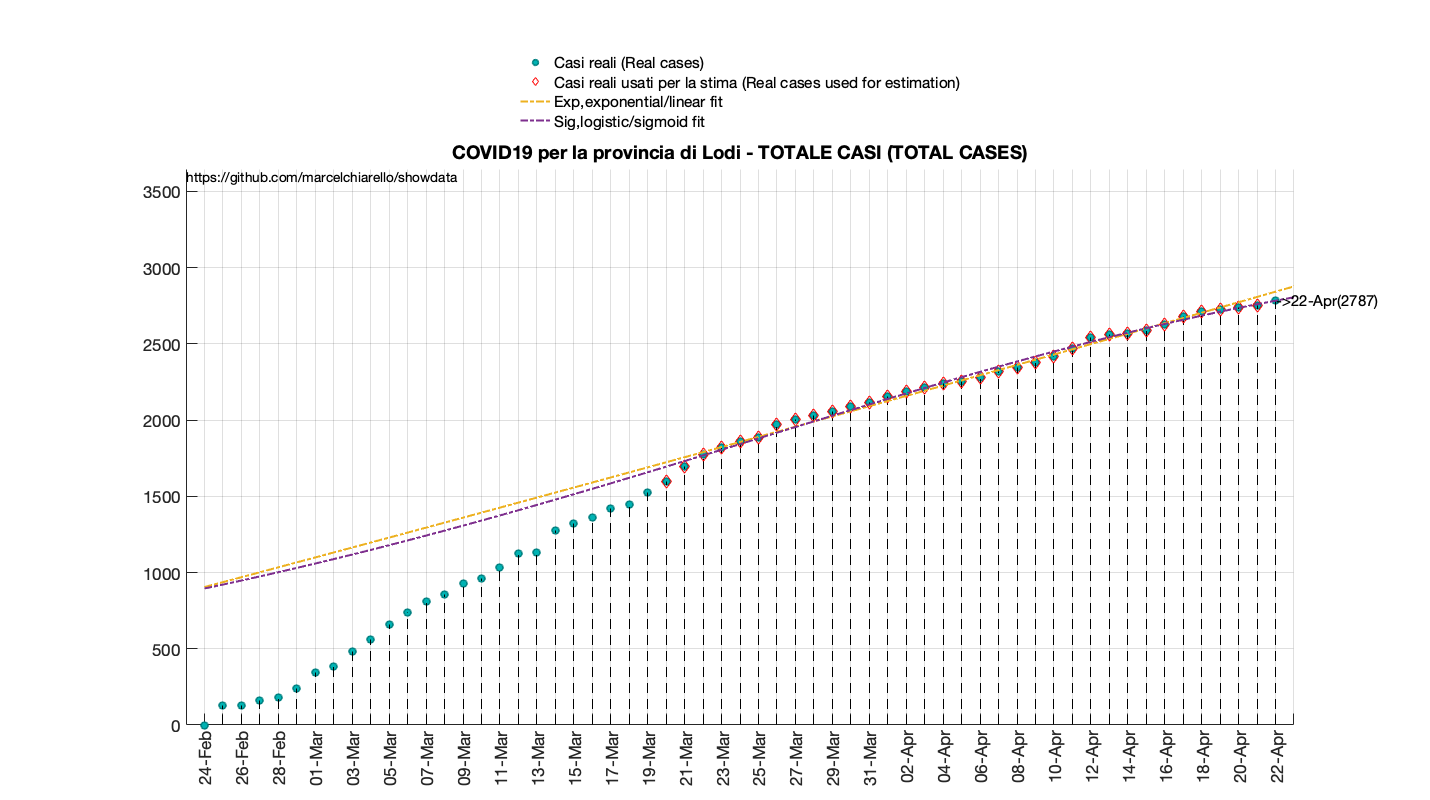 Casi reali (Real cases)
Casi reali usati per la stima (Real cases used for estimation)
Exp,exponential/linear fit
Sig,logistic/sigmoid fit
COVID19 per la provincia di Lodi - TOTALE CASI (TOTAL CASES)
https://github.com/marcelchiarello/showdata
3500
3000
2500
2000
1500
1000
500
0
->22-Apr(2787)
24-Feb
26-Feb
28-Feb
01-Mar
03-Mar
05-Mar
07-Mar
09-Mar
11-Mar
13-Mar
15-Mar
17-Mar
19-Mar
21-Mar
23-Mar
25-Mar
27-Mar
29-Mar
31-Mar
02-Apr
04-Apr
06-Apr
08-Apr
10-Apr
12-Apr
14-Apr
16-Apr
18-Apr
20-Apr
22-Apr